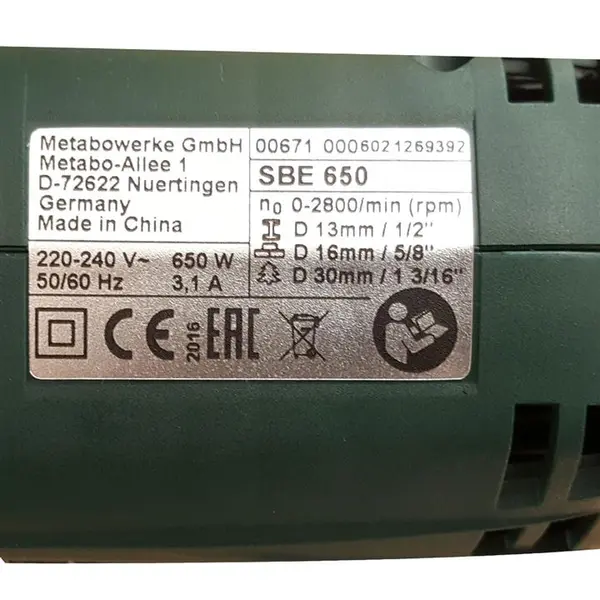 Metabowerke GmbH
Metabo-Allee 1
D-72622 Nuertingen
Germany
Made in China
220-240 V~ 650 W
50/60 Hz 3,1 A
00671 0006021269392
SBE 650
n0 0-2800/min (rpm)
D 13mm / 1/2"
D 16mm / 5/8"
D 30mm / 1 3/16"
CE
2016
EAC